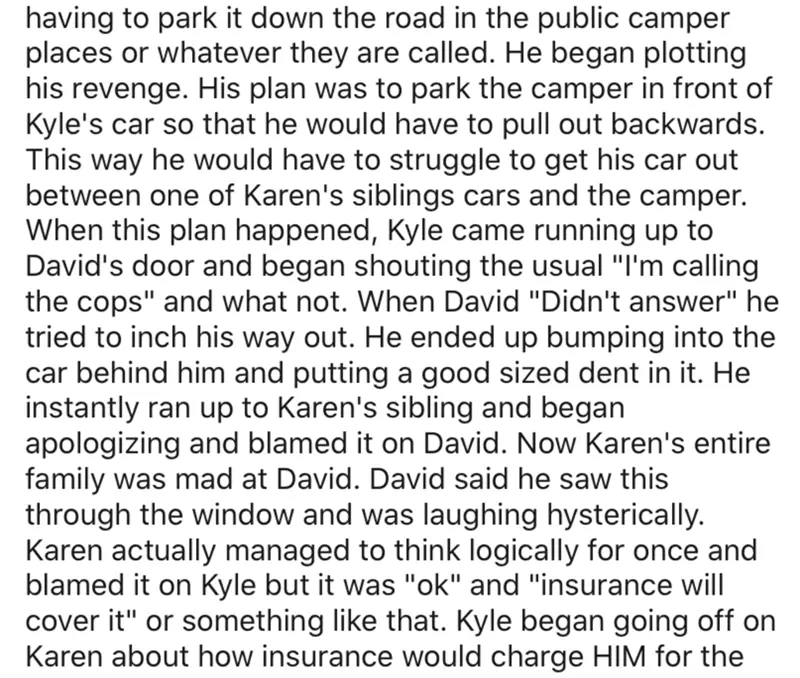 having to park it down the road in the public camper
places or whatever they are called. He began plotting
his revenge. His plan was to park the camper in front of
Kyle's car so that he would have to pull out backwards.
This way he would have to struggle to get his car out
between one of Karen's siblings cars and the camper.
When this plan happened, Kyle came running up to
David's door and began shouting the usual "I'm calling
the cops" and what not. When David "Didn't answer" he
tried to inch his way out. He ended up bumping into the
car behind him and putting a good sized dent in it. He
instantly ran up to Karen's sibling and began
apologizing and blamed it on David. Now Karen's entire
family was mad at David. David said he saw this
through the window and was laughing hysterically.
Karen actually managed to think logically for once and
blamed it on Kyle but it was "ok" and "insurance will
cover it" or something like that. Kyle began going off on
Karen about how insurance would charge HIM for the